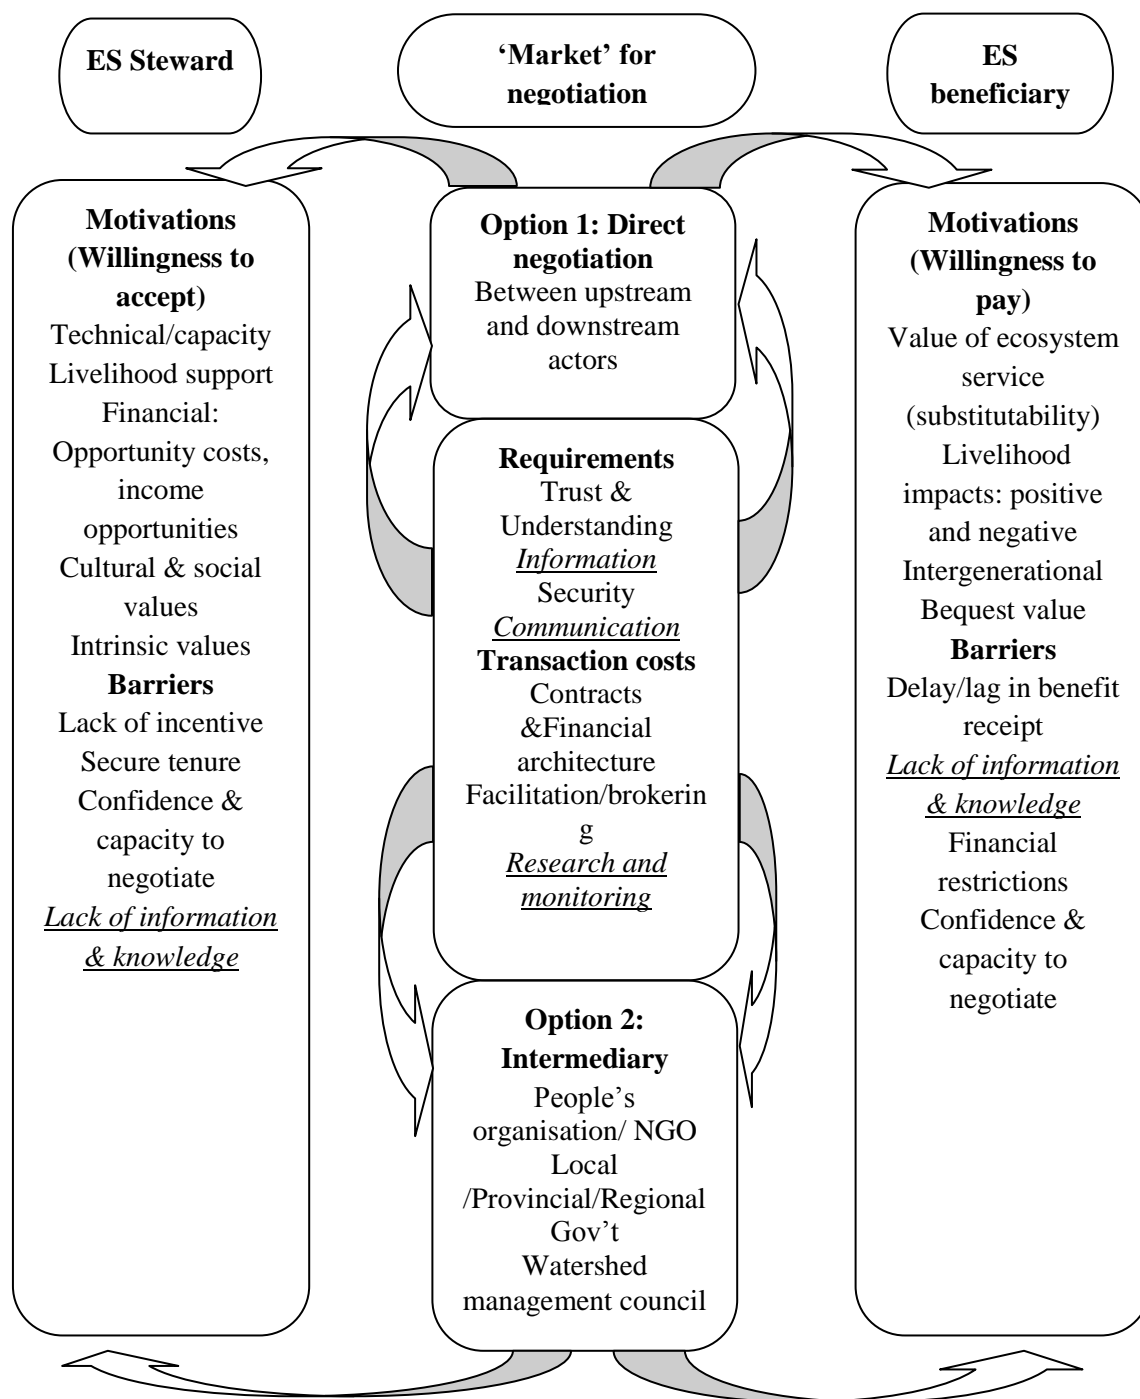 ES Steward
‘Market’ for
negotiation
ES
beneficiary
Motivations
(Willingness to
accept)
Technical/capacity
Livelihood support
Financial:
Opportunity costs,
income
opportunities
Cultural & social
values
Intrinsic values
Barriers
Lack of incentive
Secure tenure
Confidence &
capacity to
negotiate
Lack of information
& knowledge
Option 1: Direct
negotiation
Between upstream
and downstream
actors
Requirements
Trust &
Understanding
Information
Security
Communication
Transaction costs
Contracts
&Financial
architecture
Facilitation/brokerin
g
Research and
monitoring
Option 2:
Intermediary
People’s
organisation/ NGO
Local
/Provincial/Regional
Gov’t
Watershed
management council
Motivations
(Willingness to
pay)
Value of ecosystem
service
(substitutability)
Livelihood
impacts: positive
and negative
Intergenerational
Bequest value
Barriers
Delay/lag in benefit
receipt
Lack of information
& knowledge
Financial
restrictions
Confidence &
capacity to
negotiate